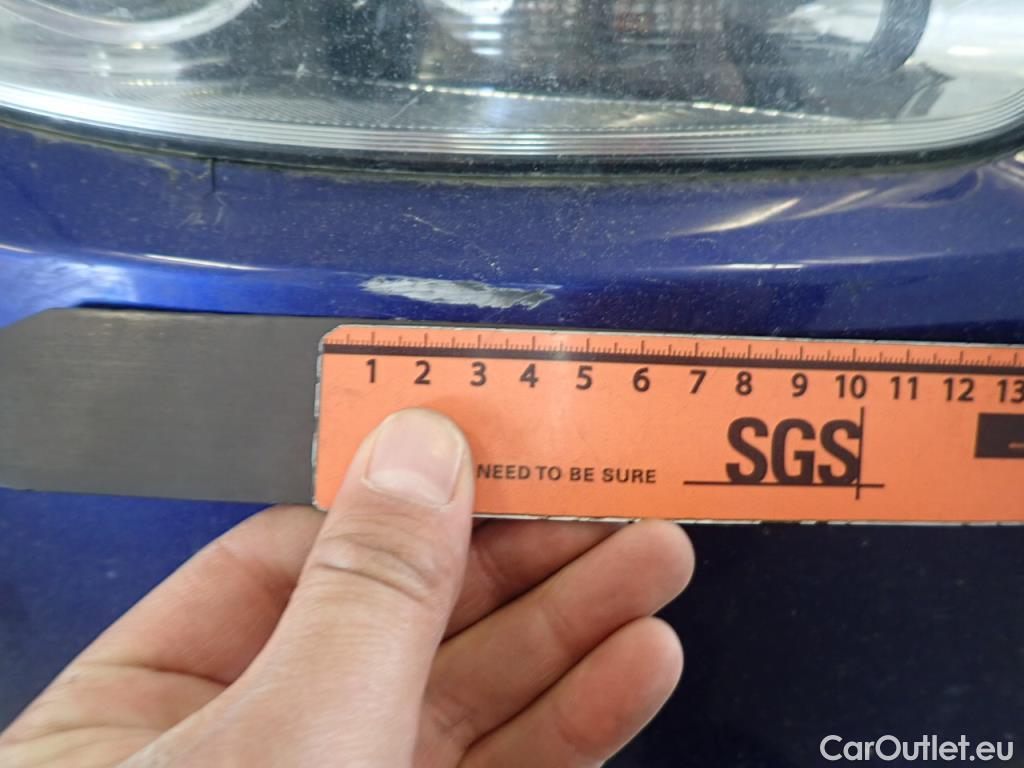 1 2 3 4 5 6 7 8 9 10 11 12 13
SGS
NEED TO BE SURE
CarOutlet.eu